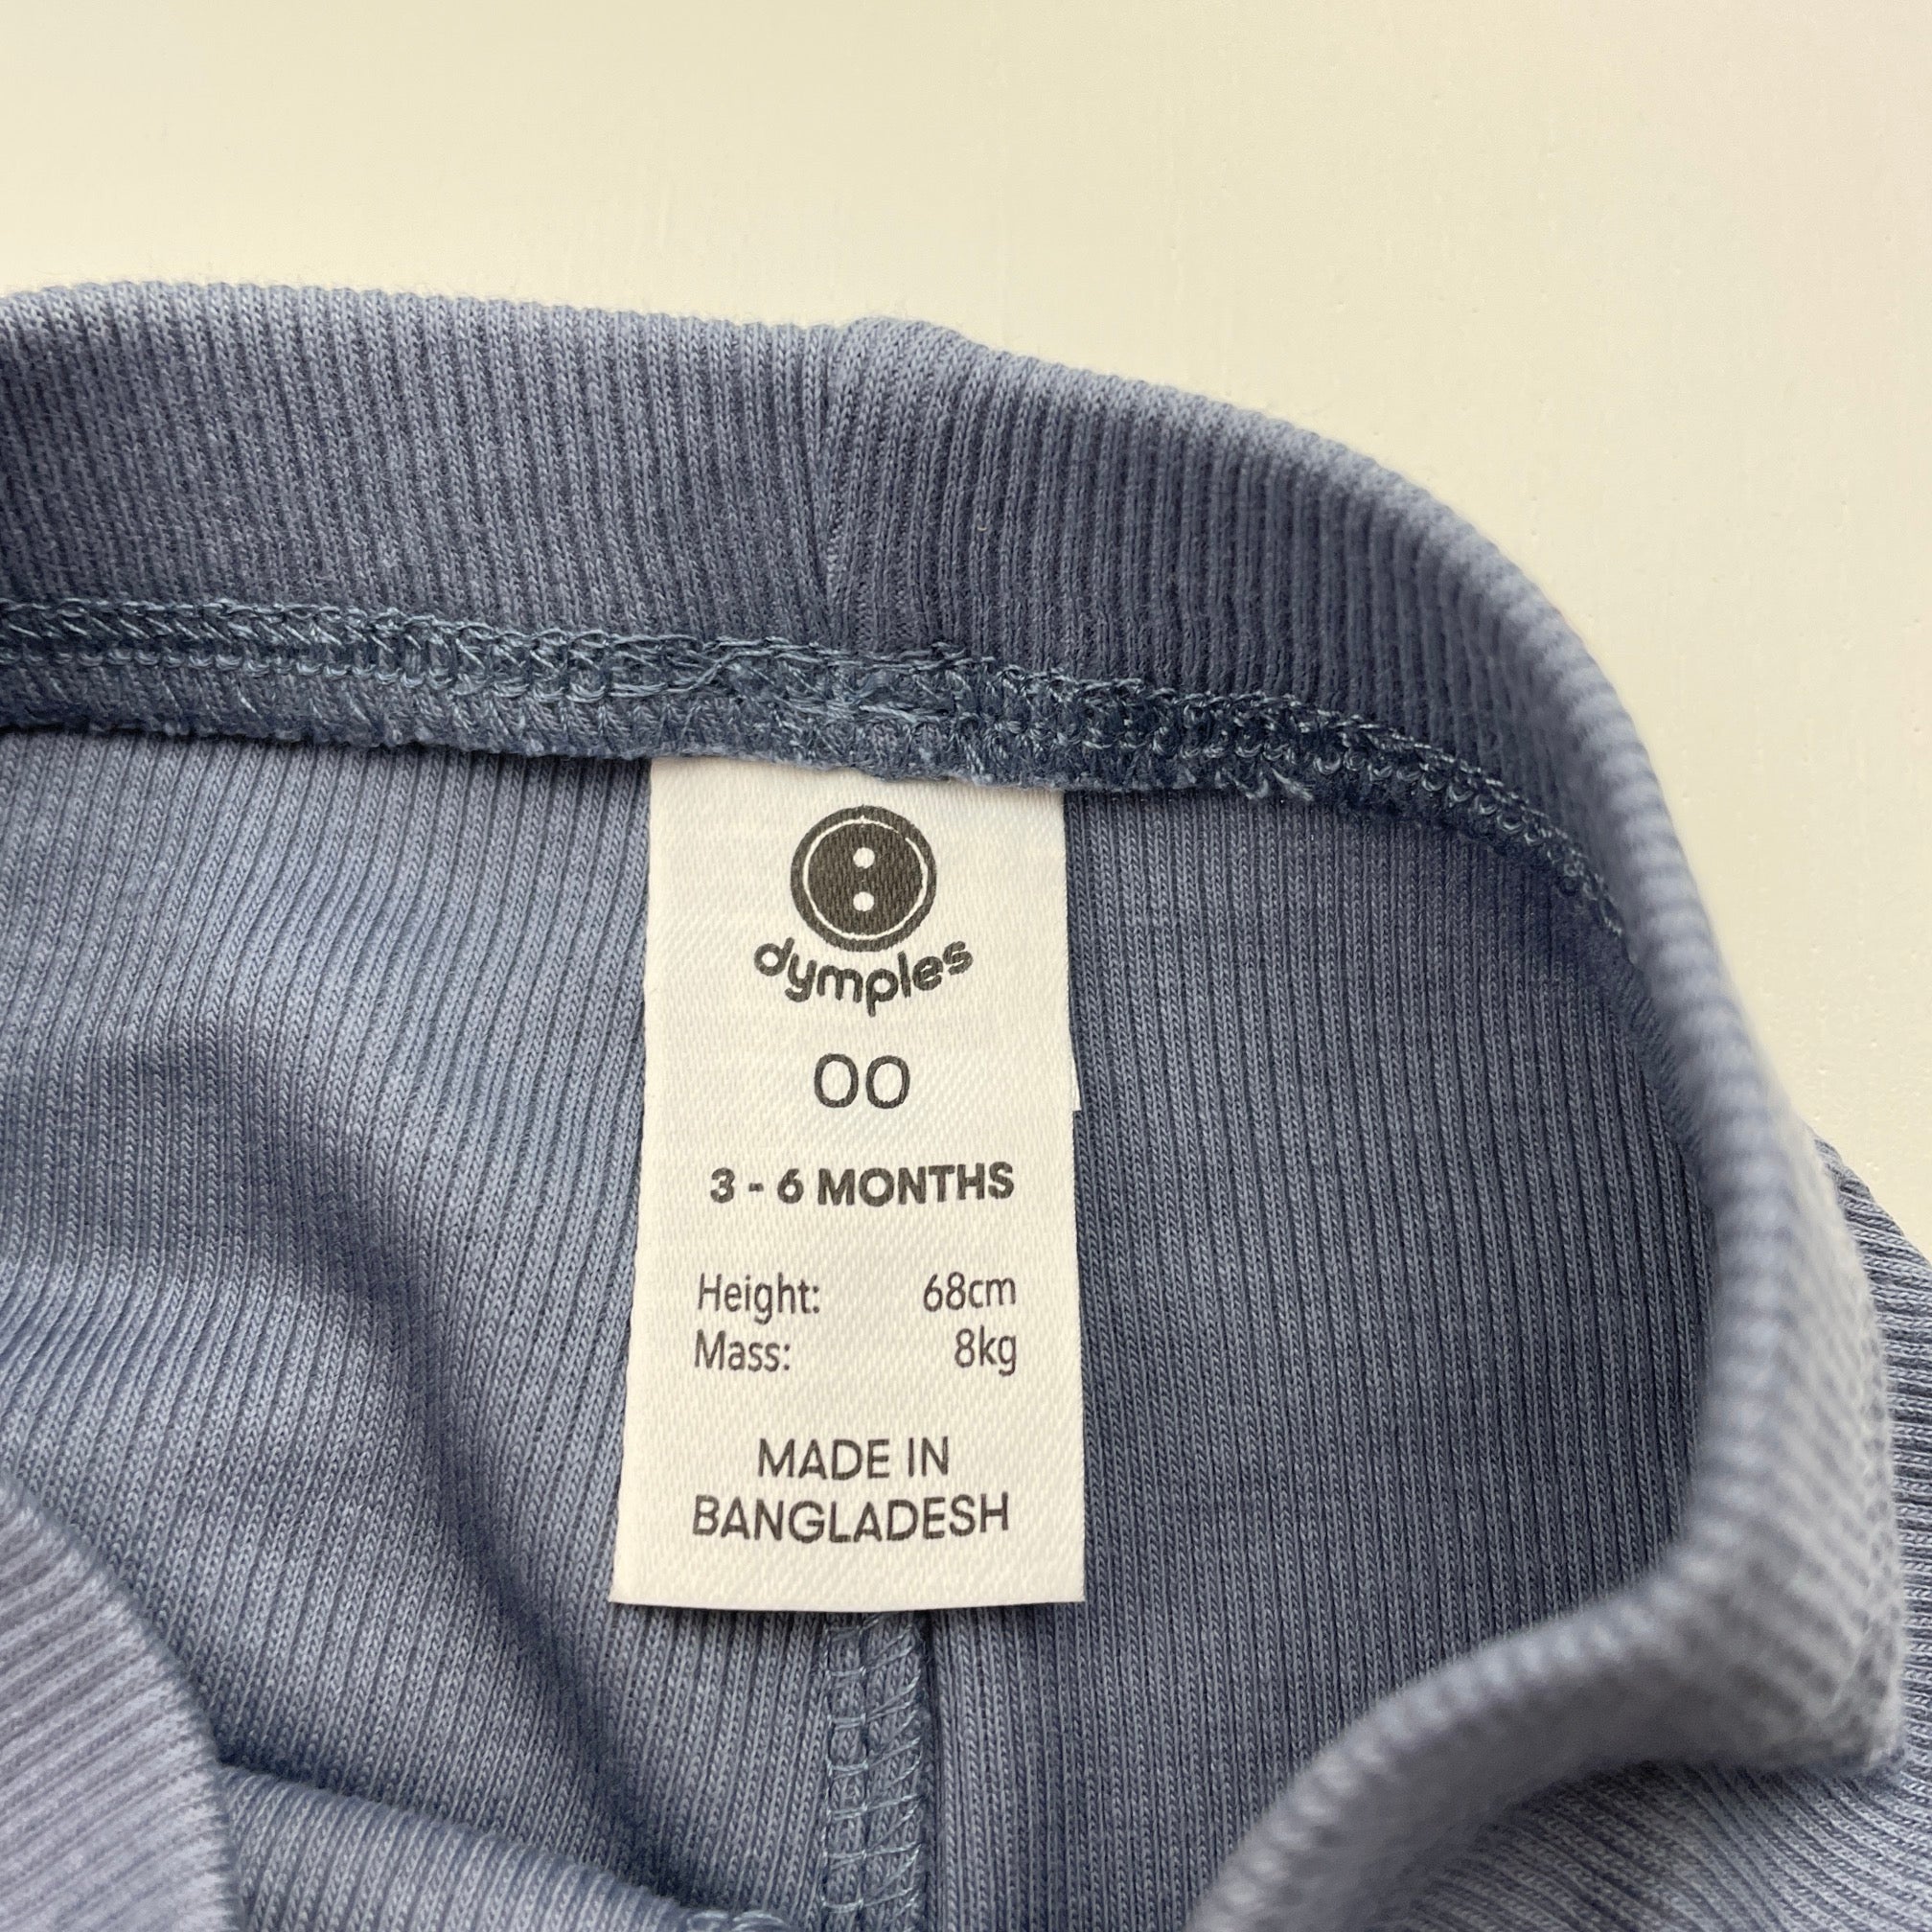 dymples
00
3 - 6 MONTHS
Height: 68cm
Mass: 8kg
MADE IN
BANGLADESH